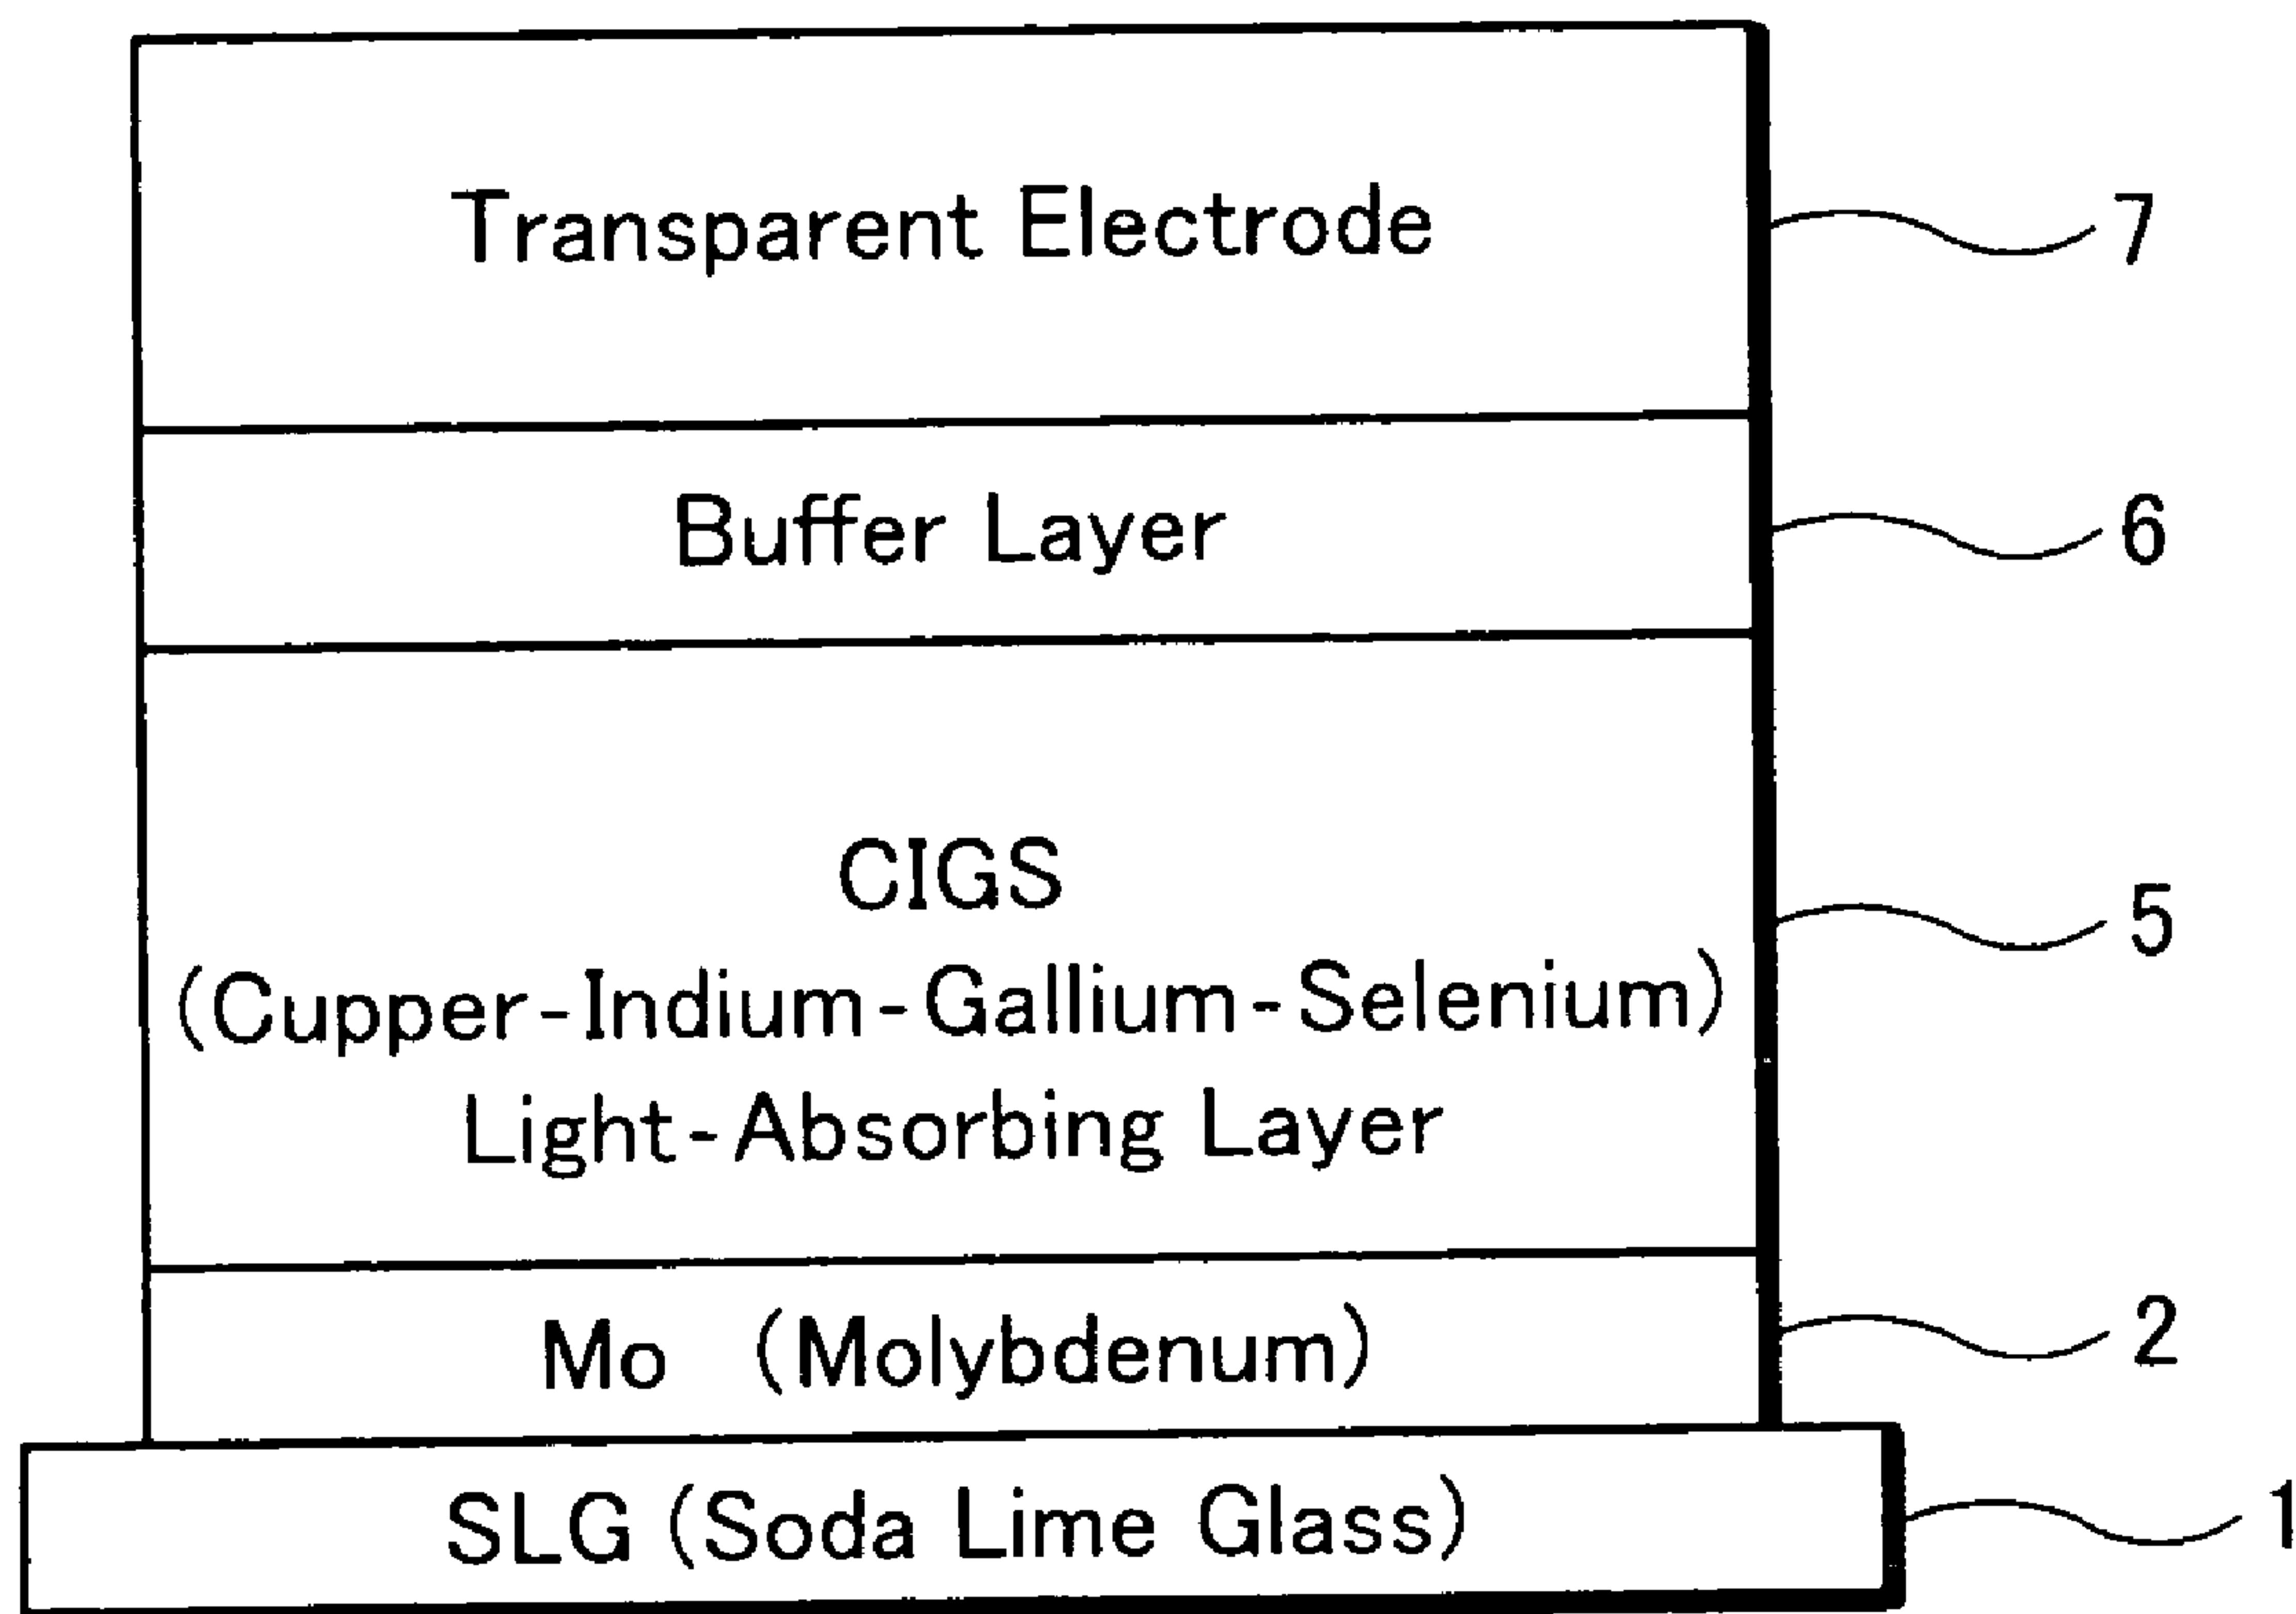 Transparent Electrode
7
Buffer Layer
6
CIGS
5
(Cupper-Indium-Gallium-Selenium)
Light-Absorbing Layer
Mo (Molybdenum)
2
SLG (Soda Lime Glass)
1